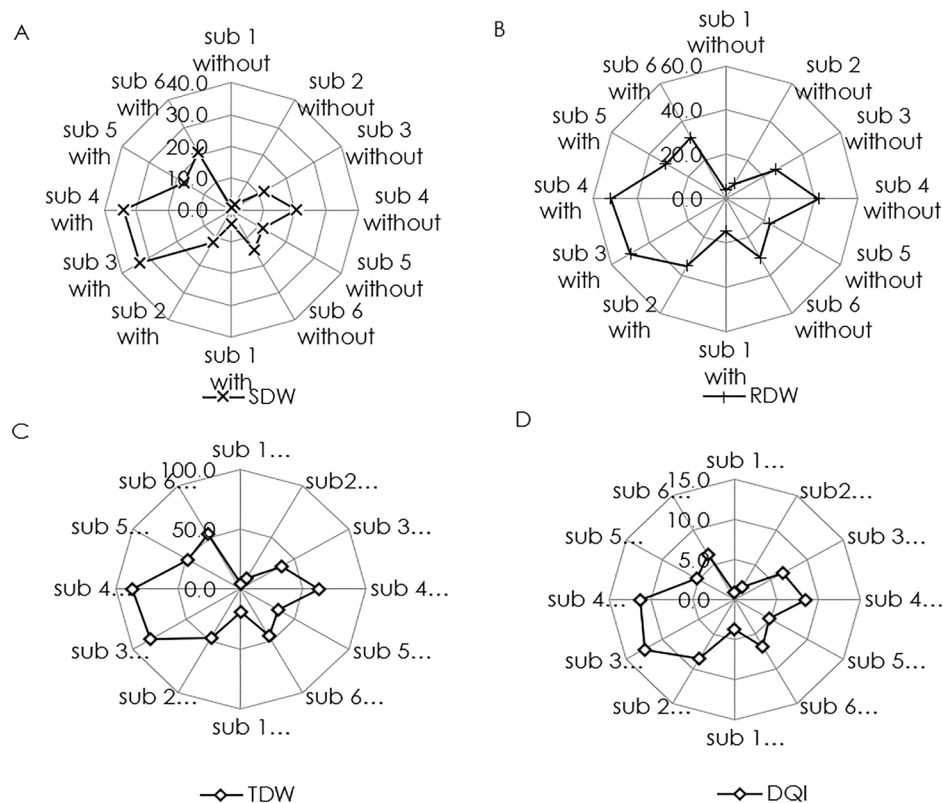 A
sub 1
without
sub 2
without
sub 3
without
sub 4
without
sub 5
without
sub 6
without
sub 1
with
sub 2
with
sub 3
with
sub 4
with
sub 5
with
sub 6
with
40.0
30.0
20.0
10.0
0.0
SDW
B
sub 1
without
sub 2
without
sub 3
without
sub 4
without
sub 5
without
sub 6
without
sub 1
with
sub 2
with
sub 3
with
sub 4
with
sub 5
with
sub 6
with
60.0
40.0
20.0
0.0
RDW
C
sub 1...
sub2...
sub 3...
sub 4...
sub 5...
sub 6...
sub 1...
sub 2...
sub 3...
sub 4...
sub 5...
sub 6...
100.0
50.0
0.0
TDW
D
sub 1...
sub2...
sub 3...
sub 4...
sub 5...
sub 6...
sub 1...
sub 2...
sub 3...
sub 4...
sub 5...
sub 6...
15.0
10.0
5.0
0.0
DQI